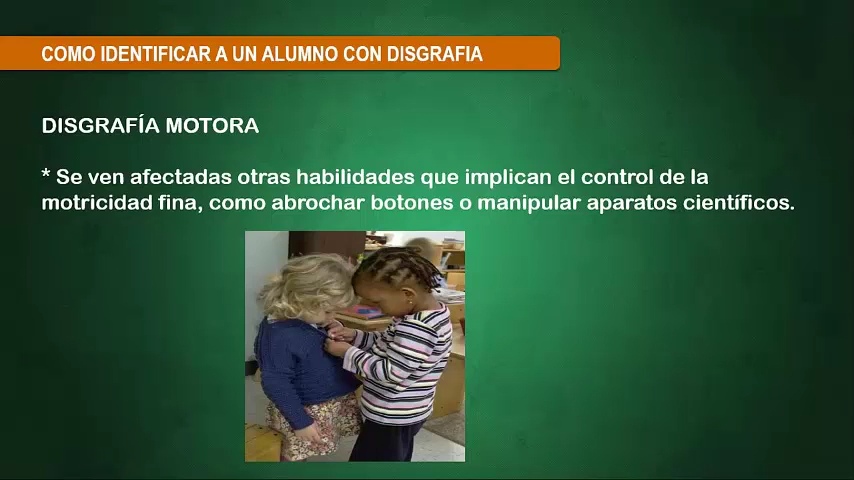 COMO IDENTIFICAR A UN ALUMNO CON DISGRAFIA
DISGRAFÍA MOTORA
* Se ven afectadas otras habilidades que implican el control de la
motricidad fina, como abrochar botones o manipular aparatos científicos.